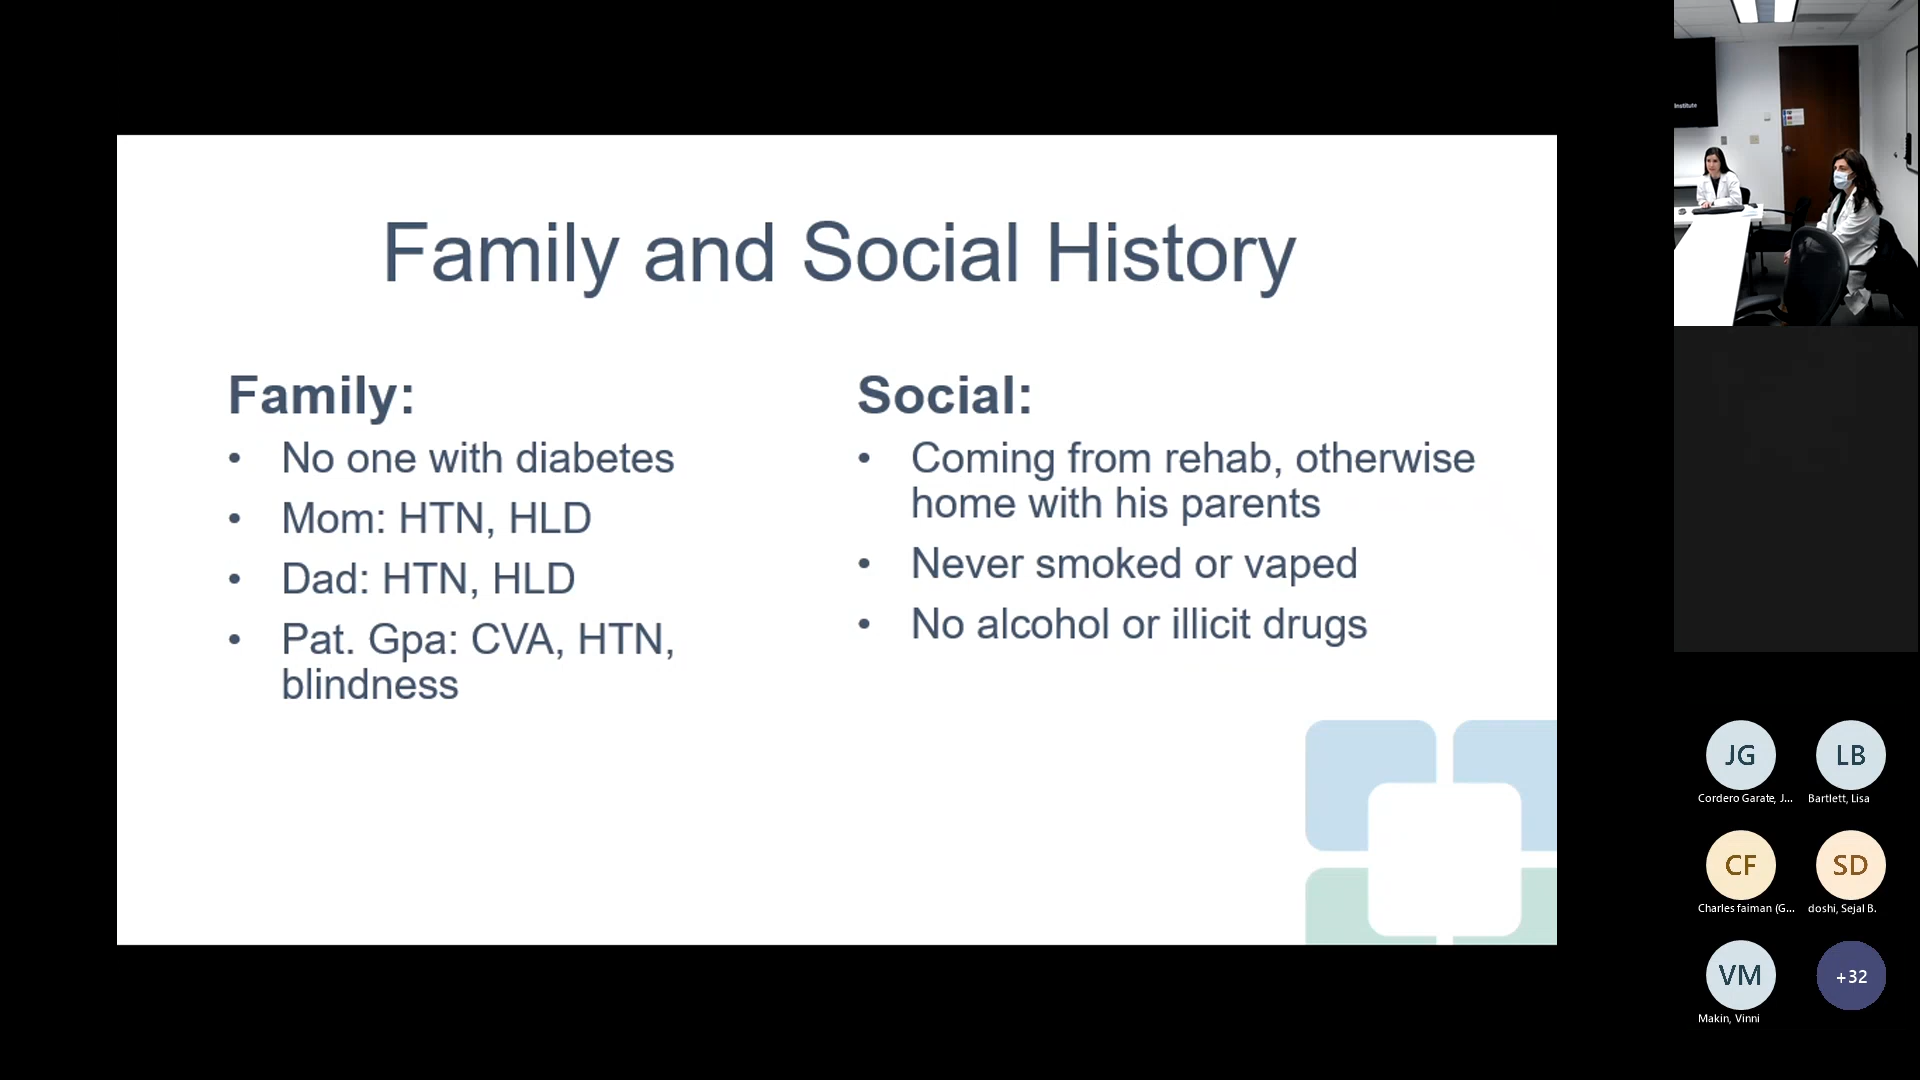 Family and Social History
Family:
• No one with diabetes
• Mom: HTN, HLD
• Dad: HTN, HLD
• Pat. Gpa: CVA, HTN,
blindness
Social:
• Coming from rehab, otherwise
home with his parents
• Never smoked or vaped
• No alcohol or illicit drugs
Institute
JG
Cordero Garate, J...
LB
Bartlett, Lisa
CF
Charles faiman (G...
SD
doshi, Sejal B.
VM
Makin, Vinni
+32